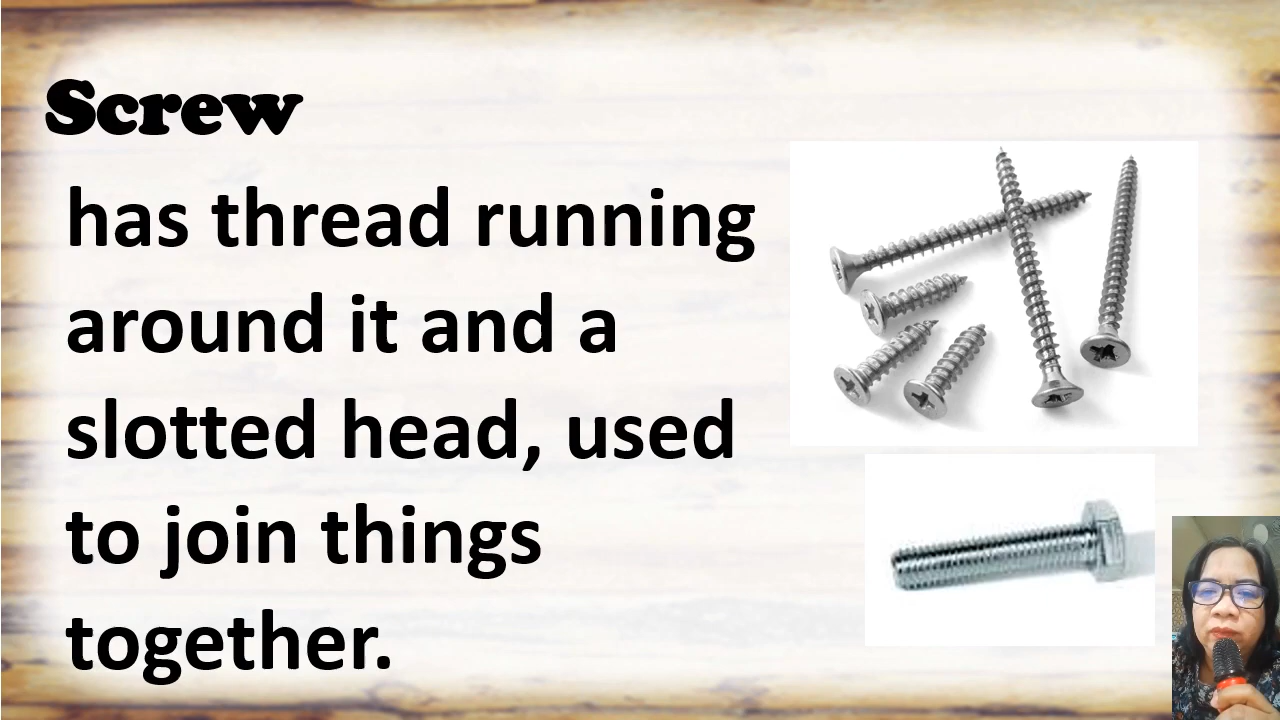 Screw
has thread running
around it and a
slotted head, used
to join things
together.